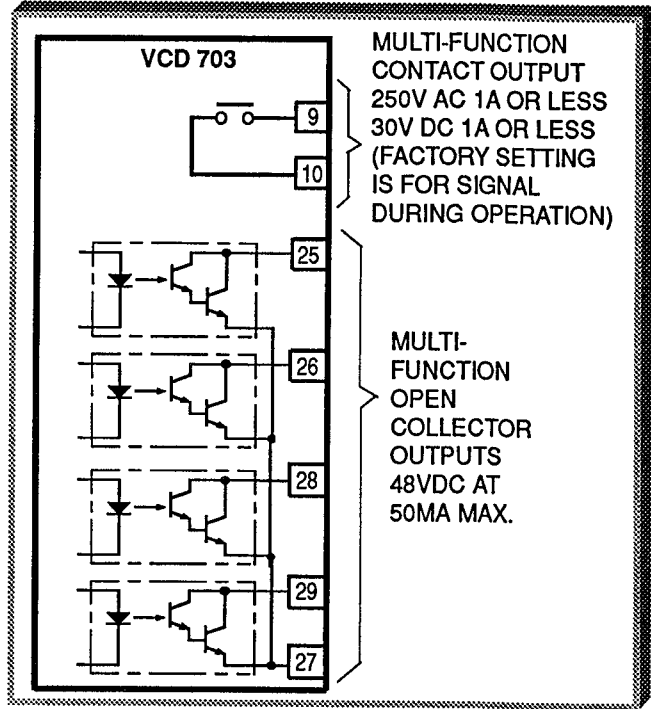 VCD 703
MULTI-FUNCTION
CONTACT OUTPUT
250V AC 1A OR LESS
30V DC 1A OR LESS
(FACTORY SETTING
IS FOR SIGNAL
DURING OPERATION)
9
10
25
26
28
29
27
MULTI-
FUNCTION
OPEN
COLLECTOR
OUTPUTS
48VDC AT
50MA MAX.